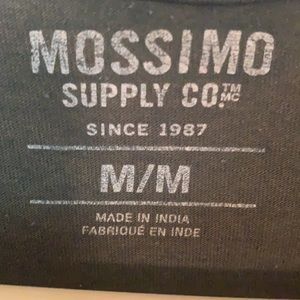 MOSSIMO
SUPPLY CO.™ MC
SINCE 1987
M/M
MADE IN INDIA
FABRIQUÉ EN INDE